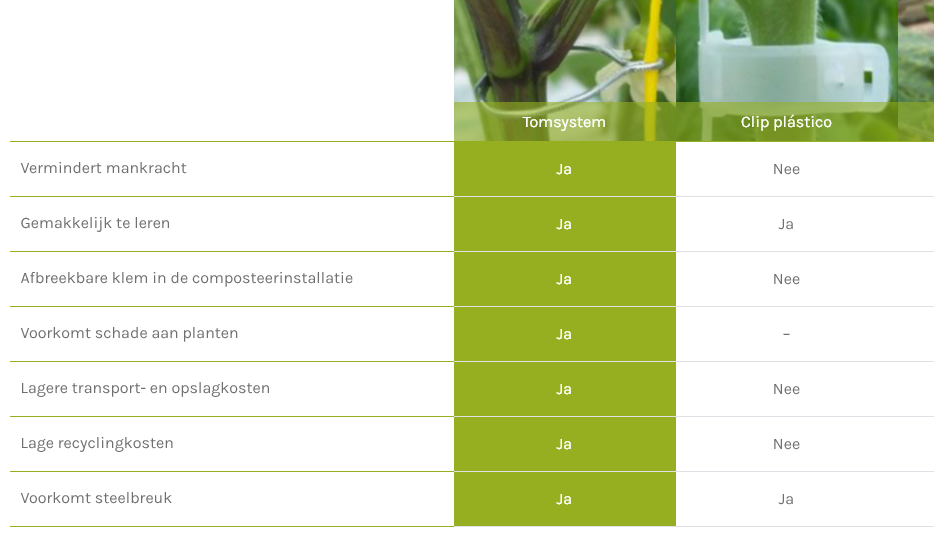 Tomsystem Clip plástico
Vermindert mankracht Ja Nee
Gemakkelijk te leren Ja Ja
Afbreekbare klem in de composteerinstallatie Ja Nee
Voorkomt schade aan planten Ja –
Lagere transport- en opslagkosten Ja Nee
Lage recyclingkosten Ja Nee
Voorkomt steelbreuk Ja Ja